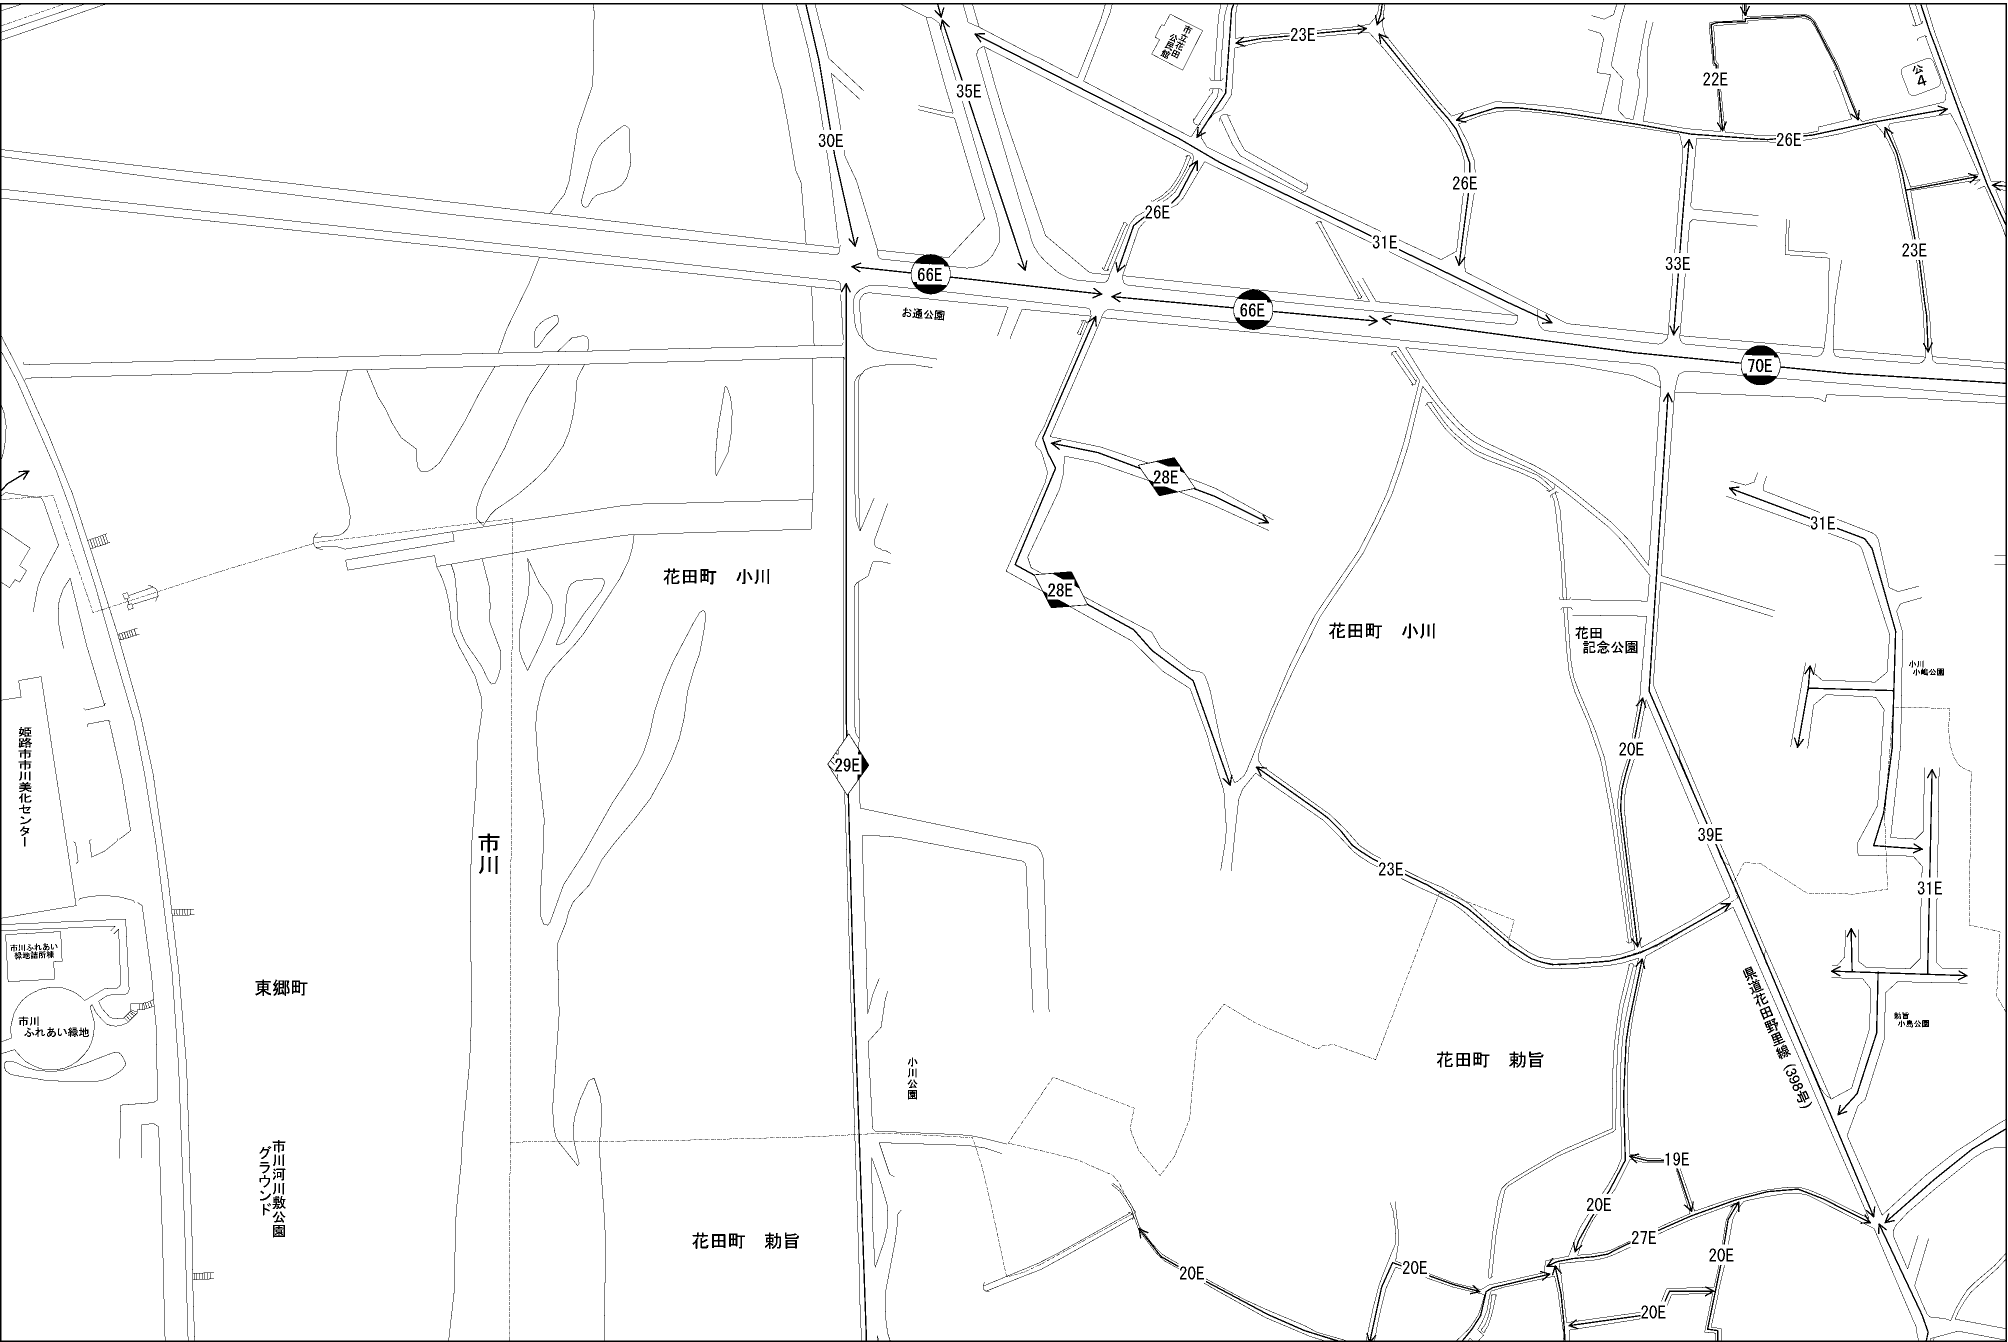 市立花田
公民館
23E
35E
22E
公
4
30E
26E
26E
26E
31E
33E
23E
66E
66E
お通公園
70E
28E
31E
花田町 小川
28E
花田町 小川
花田
記念公園
小川
小嶋公園
姫路市市川美化センター
20E
29E
39E
市川
23E
31E
市川ふれあい
緑地詰所棟
東郷町
県道花田野里線(398号)
市川
ふれあい緑地
勅旨
小島公園
小川公園
花田町 勅旨
市川河川敷公園
グラウンド
19E
20E
花田町 勅旨
27E
20E
20E
20E
20E